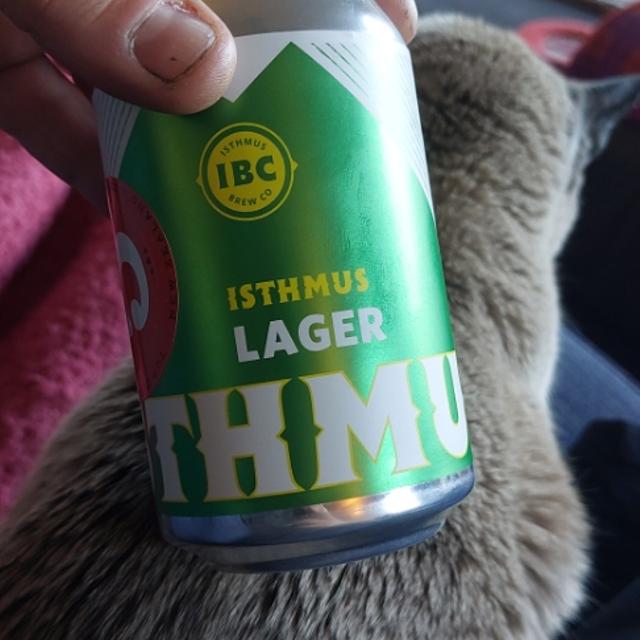 ISTHMUS
IBC
BREW CO
ISTHMUS
LAGER
THMU